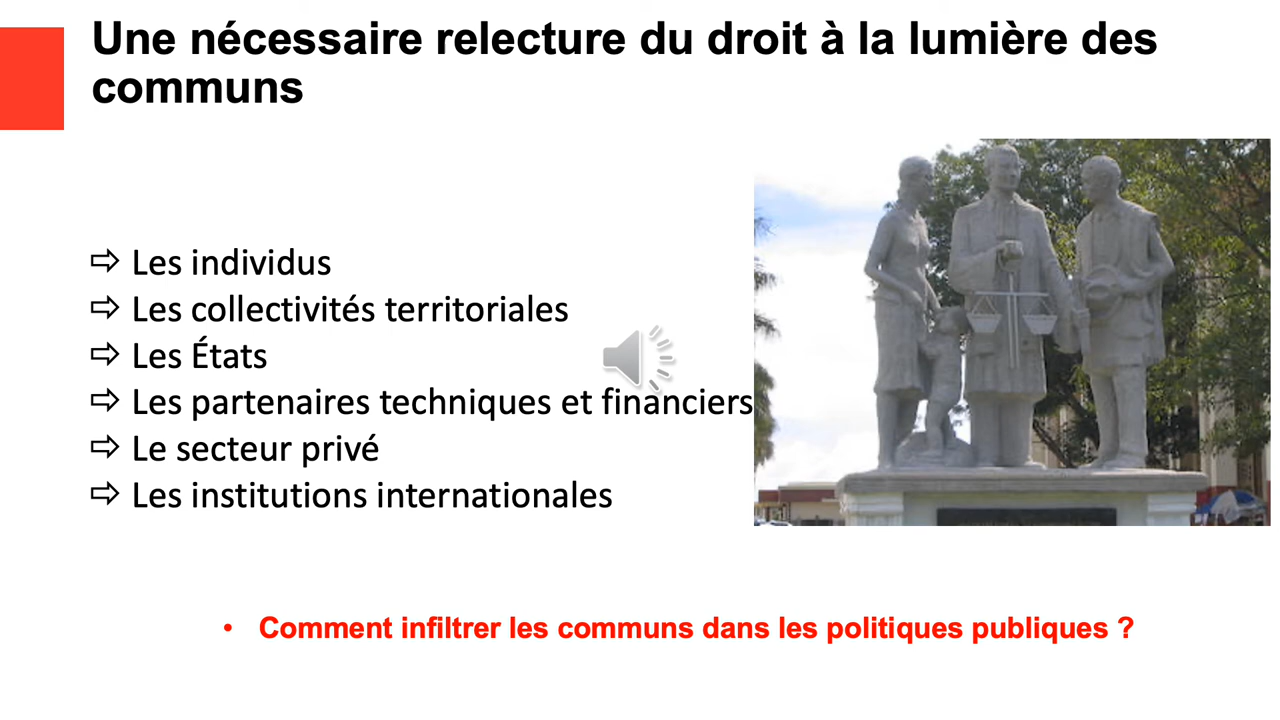 Une nécessaire relecture du droit à la lumière des
communs
⇨ Les individus
⇨ Les collectivités territoriales
⇨ Les États
⇨ Les partenaires techniques et financiers
⇨ Le secteur privé
⇨ Les institutions internationales
• Comment infiltrer les communs dans les politiques publiques ?